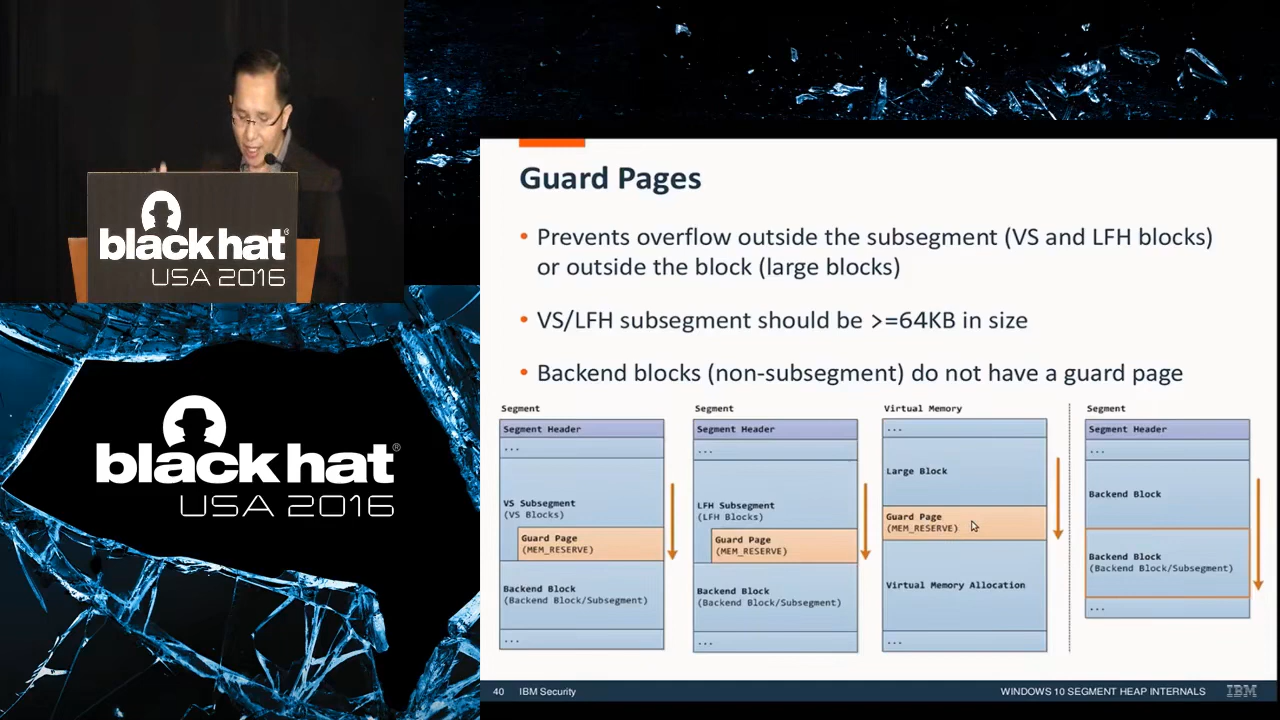 black hat
USA 2016
black hat
USA 2016
Guard Pages
• Prevents overflow outside the subsegment (VS and LFH blocks)
or outside the block (large blocks)
• VS/LFH subsegment should be >=64KB in size
• Backend blocks (non-subsegment) do not have a guard page
Segment
Segment Header
...
VS Subsegment
(VS Blocks)
Guard Page
(MEM_RESERVE)
Backend Block
(Backend Block/Subsegment)
...
Segment
Segment Header
...
LFH Subsegment
(LFH Blocks)
Guard Page
(MEM_RESERVE)
Backend Block
(Backend Block/Subsegment)
...
Virtual Memory
...
Large Block
Guard Page
(MEM_RESERVE)
Virtual Memory Allocation
...
Segment
Segment Header
...
Backend Block
Backend Block
(Backend Block/Subsegment)
...
40 IBM Security
WINDOWS 10 SEGMENT HEAP INTERNALS
IBM